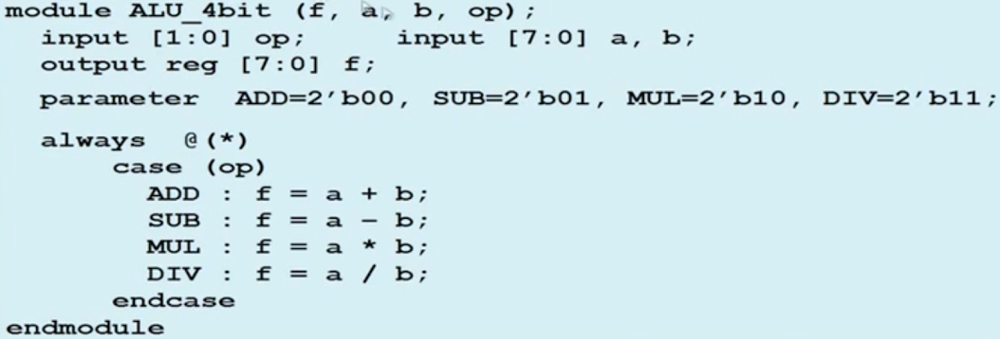 module ALU_4bit (f, a, b, op);
input [1:0] op; input [7:0] a, b;
output reg [7:0] f;
parameter ADD=2'b00, SUB=2'b01, MUL=2'b10, DIV=2'b11;
always @(*)
case (op)
ADD : f = a + b;
SUB : f = a - b;
MUL : f = a * b;
DIV : f = a / b;
endcase
endmodule